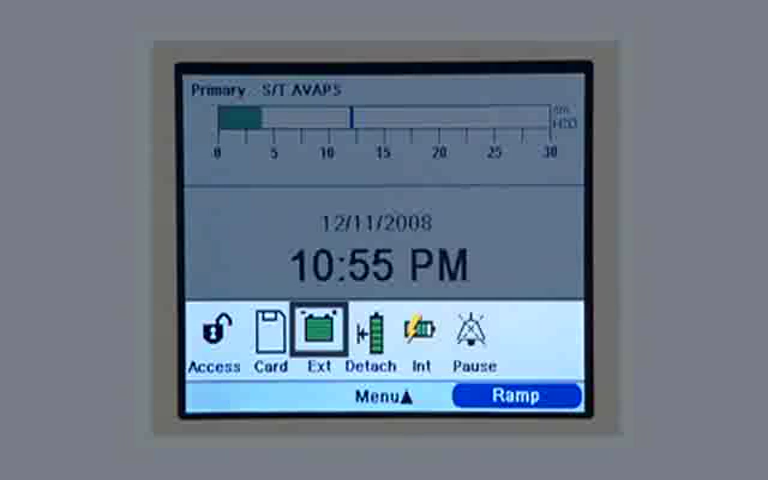 Primary S/T AVAPS
cm
H2O
0 5 10 15 20 25 30
12/11/2008
10:55 PM
Access Card Ext Detach Int Pause
Menu▲ Ramp